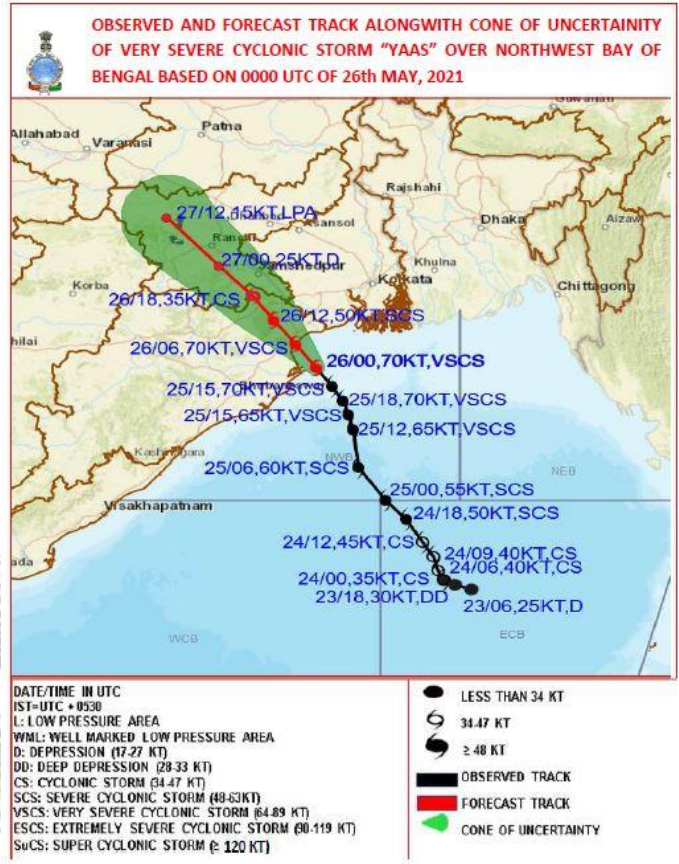 OBSERVED AND FORECAST TRACK ALONGWITH CONE OF UNCERTAINITY
OF VERY SEVERE CYCLONIC STORM “YAAS” OVER NORTHWEST BAY OF
BENGAL BASED ON 0000 UTC OF 26th MAY, 2021
Guwahati
Allahabad
Varanasi
Patna
Rajshahi
27/12,15KT,LPA
Asansol
Dhaka
Aizaw
Ranchi
27/00,25KT,D
Jamshedpur
Khulna
Kolkata
Chittagong
Korba
26/18,35KT,CS
26/12,50KT,SCS
hilai
26/06,70KT,VSCS
26/00,70KT,VSCS
Bhubaneswar
25/15,70KT,VSCS
25/18,70KT,VSCS
25/15,65KT,VSCS
25/12,65KT,VSCS
NWB
25/06,60KT,SCS
NEB
25/00,55KT,SCS
Visakhapatnam
24/18,50KT,SCS
24/12,45KT,CS
24/09,40KT,CS
ada
24/06,40KT,CS
24/00,35KT,CS
23/18,30KT,DD
23/06,25KT,D
WCB
ECB
DATE/TIME IN UTC
IST=UTC + 0530
L: LOW PRESSURE AREA
WML: WELL MARKED LOW PRESSURE AREA
D: DEPRESSION (17-27 KT)
DD: DEEP DEPRESSION (28-33 KT)
CS: CYCLONIC STORM (34-47 KT)
SCS: SEVERE CYCLONIC STORM (48-63KT)
VSCS: VERY SEVERE CYCLONIC STORM (64-89 KT)
ESCS: EXTREMELY SEVERE CYCLONIC STORM (90-119 KT)
SuCS: SUPER CYCLONIC STORM (≥ 120 KT)
LESS THAN 34 KT
34-47 KT
≥ 48 KT
OBSERVED TRACK
FORECAST TRACK
CONE OF UNCERTAINTY